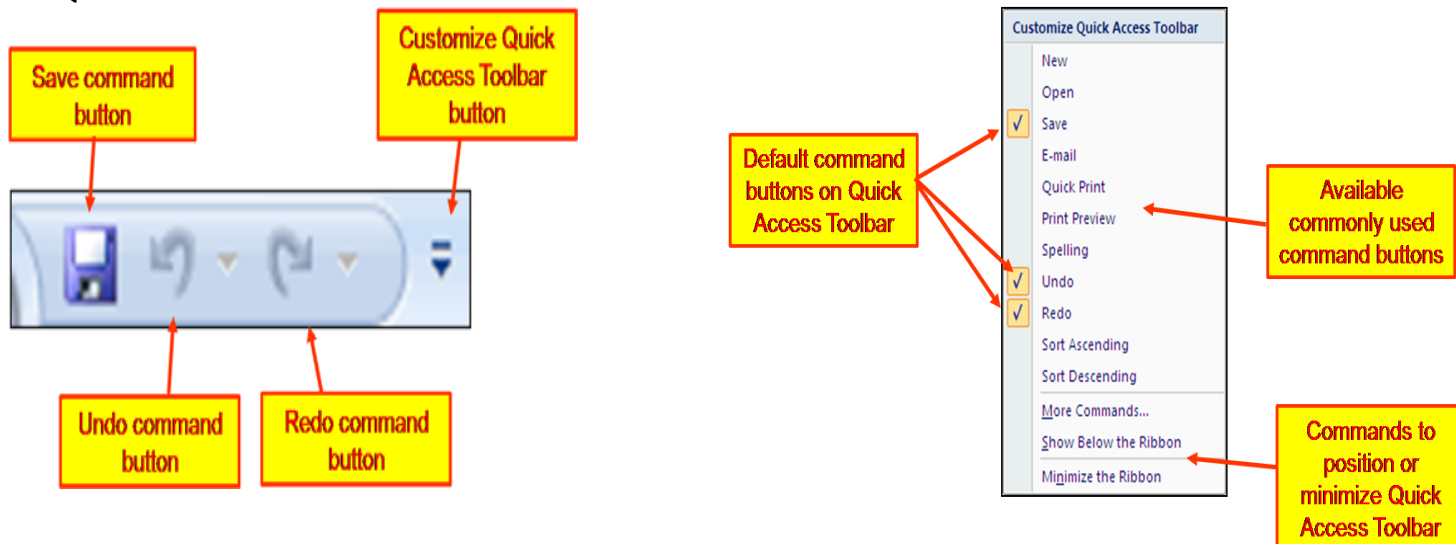 Save command
button
Customize Quick
Access Toolbar
button
Undo command
button
Redo command
button
Default command
buttons on Quick
Access Toolbar
Customize Quick Access Toolbar
New
Open
Save
E-mail
Quick Print
Print Preview
Spelling
Undo
Redo
Sort Ascending
Sort Descending
More Commands...
Show Below the Ribbon
Minimize the Ribbon
Available
commonly used
command buttons
Commands to
position or
minimize Quick
Access Toolbar